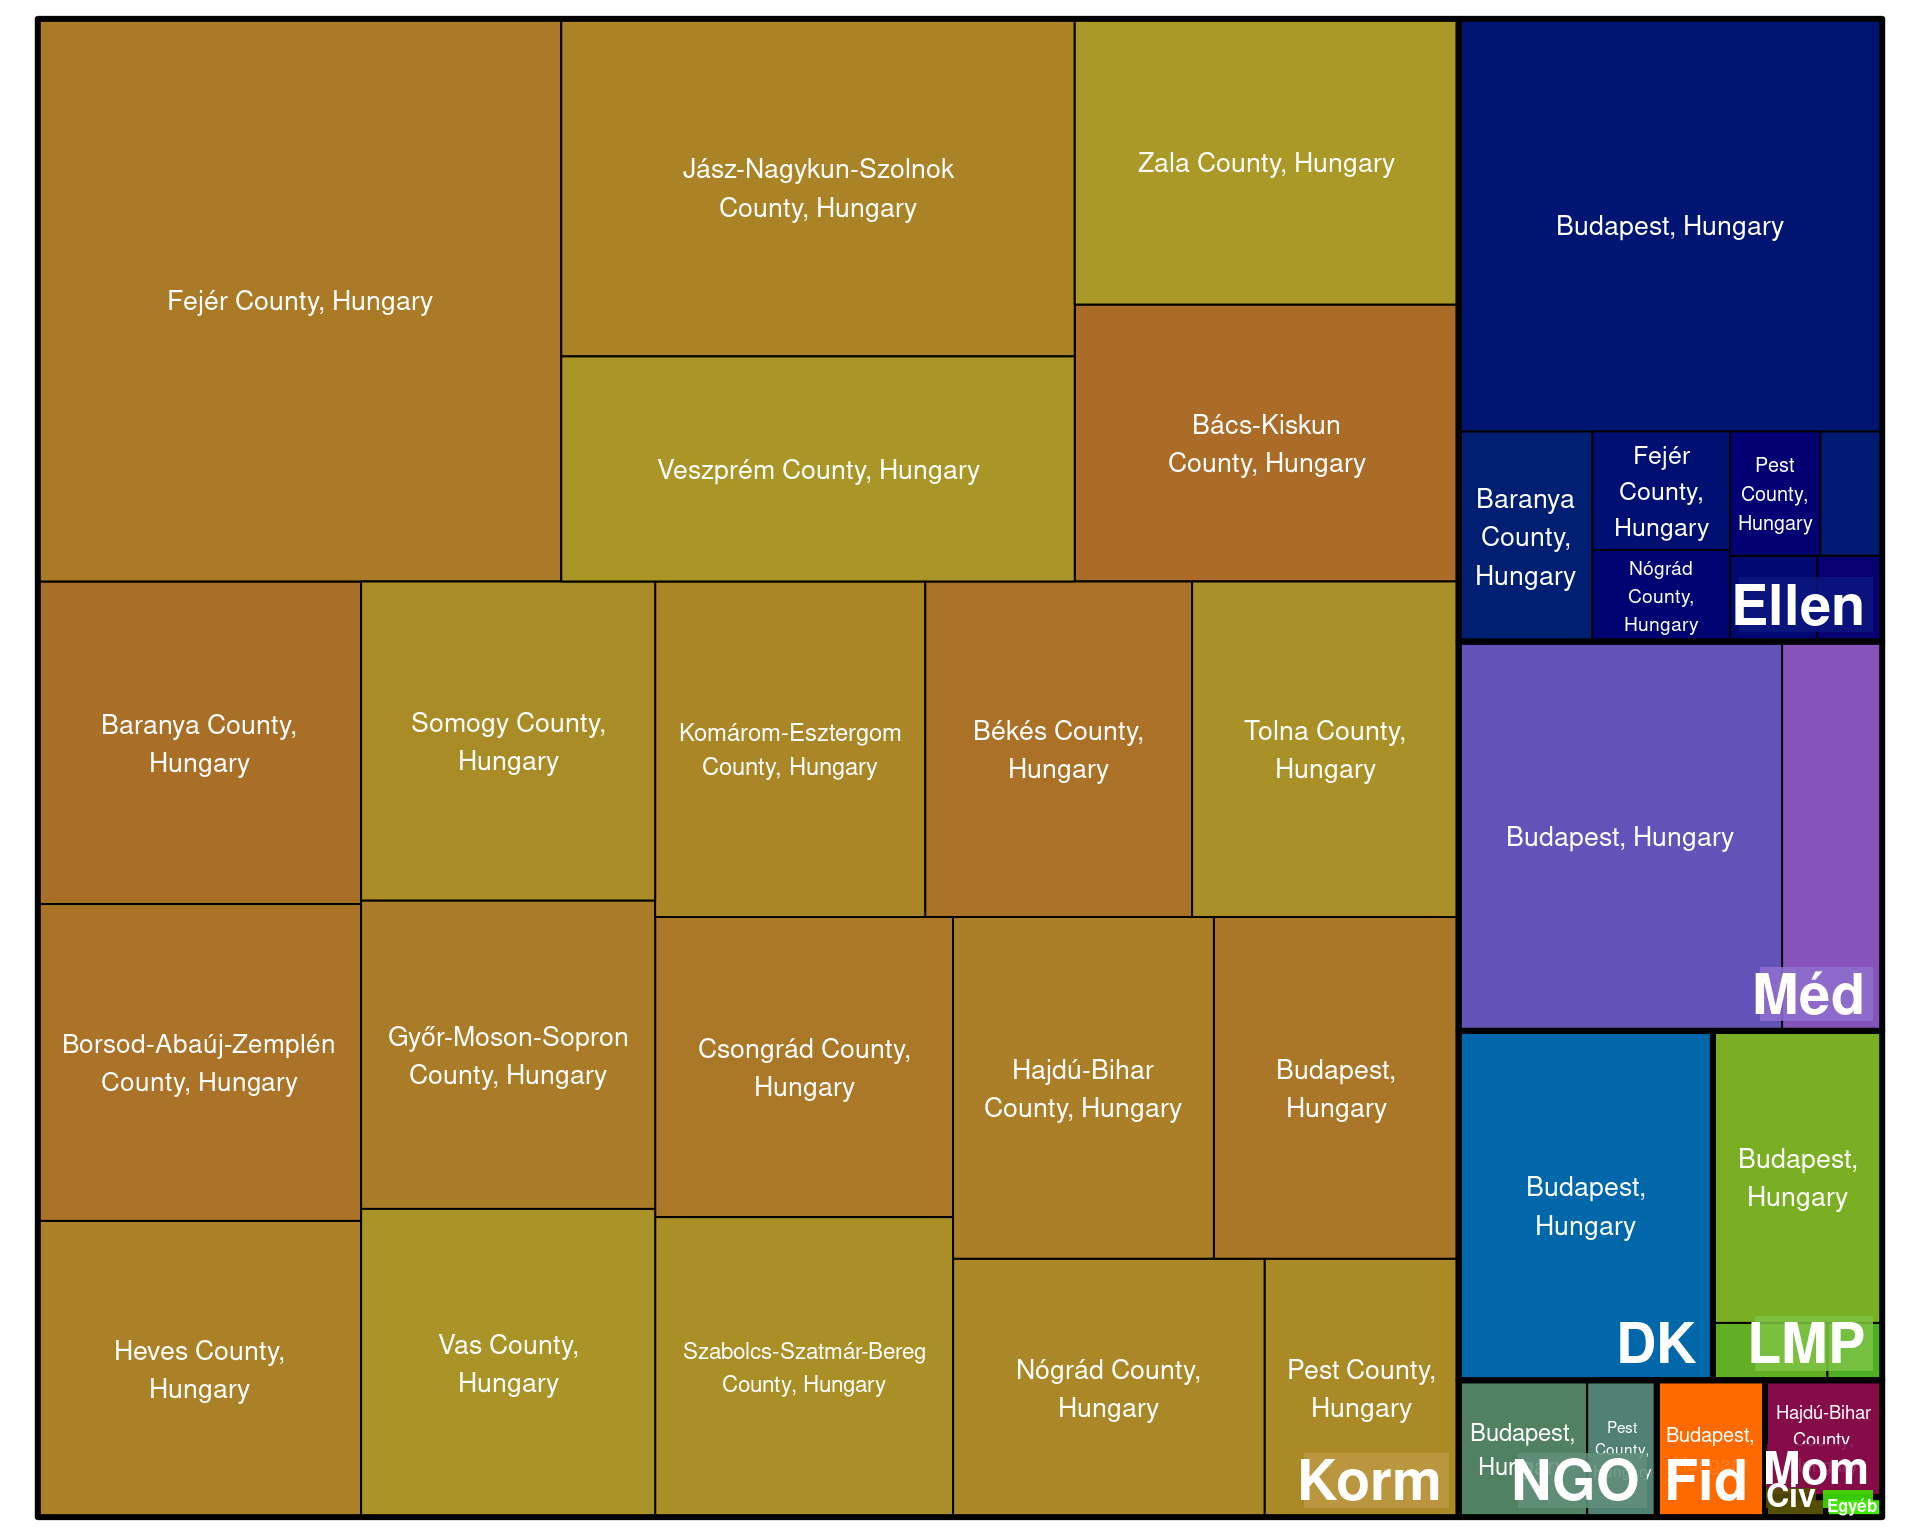 Fejér County, Hungary
Jász-Nagykun-Szolnok
County, Hungary
Zala County, Hungary
Veszprém County, Hungary
Bács-Kiskun
County, Hungary
Baranya County,
Hungary
Somogy County,
Hungary
Komárom-Esztergom
County, Hungary
Békés County,
Hungary
Tolna County,
Hungary
Borsod-Abaúj-Zemplén
County, Hungary
Győr-Moson-Sopron
County, Hungary
Csongrád County,
Hungary
Hajdú-Bihar
County, Hungary
Budapest,
Hungary
Heves County,
Hungary
Vas County,
Hungary
Szabolcs-Szatmár-Bereg
County, Hungary
Nógrád County,
Hungary
Pest County,
Hungary
Korm
Budapest, Hungary
Baranya
County,
Hungary
Fejér
County,
Hungary
Nógrád
County,
Hungary
Pest
County,
Hungary
Ellen
Budapest, Hungary
Méd
Budapest,
Hungary
DK
Budapest,
Hungary
LMP
Budapest,
Hungary
Pest
County,
NGO
Budapest,
Fid
Hajdú-Bihar
County,
Mom
Civ
Egyéb